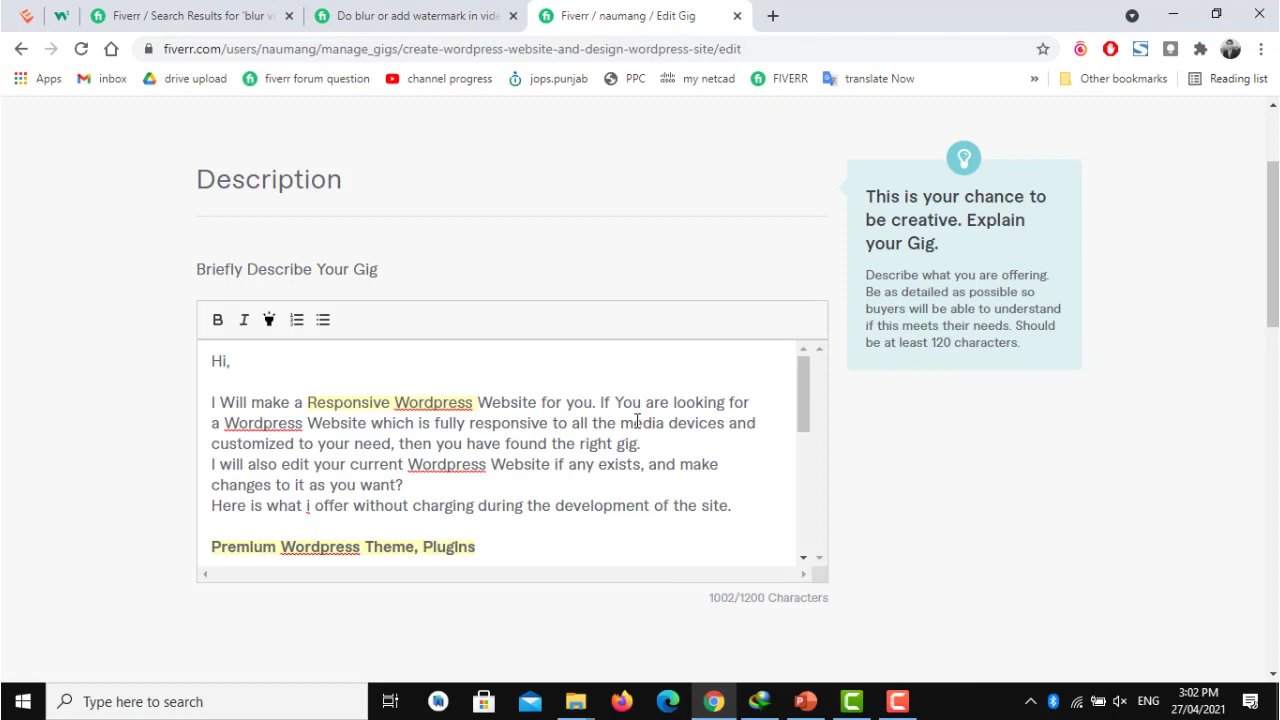 Fiverr / Search Results for 'blur v
Do blur or add watermark in vide
Fiverr / naumang / Edit Gig
fiverr.com/users/naumang/manage_gigs/create-wordpress-website-and-design-wordpress-site/edit
Apps
inbox
drive upload
fiverr forum question
channel progress
jops.punjab
PPC
my netcad
FIVERR
translate Now
»
Other bookmarks
Reading list
Description
Briefly Describe Your Gig
B I
Hi,
I Will make a Responsive Wordpress Website for you. If You are looking for
a Wordpress Website which is fully responsive to all the media devices and
customized to your need, then you have found the right gig.
I will also edit your current Wordpress Website if any exists, and make
changes to it as you want?
Here is what i offer without charging during the development of the site.
Premium Wordpress Theme, Plugins
1002/1200 Characters
This is your chance to
be creative. Explain
your Gig.
Describe what you are offering.
Be as detailed as possible so
buyers will be able to understand
if this meets their needs. Should
be at least 120 characters.
Type here to search
ENG
3:02 PM
27/04/2021